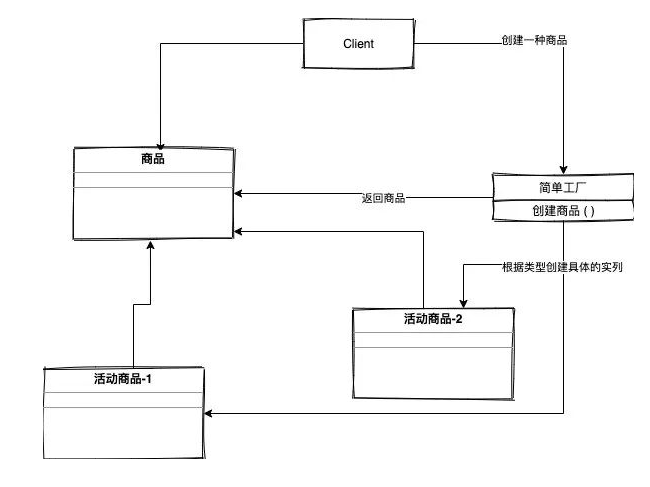 Client
创建一种商品
商品
简单工厂
返回商品
创建商品 ( )
根据类型创建具体的实列
活动商品-2
活动商品-1